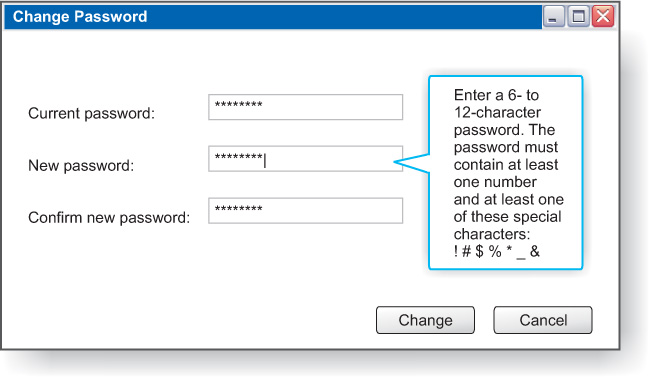 Change Password
Current password:
********
New password:
********
Confirm new password:
********
Enter a 6- to
12-character
password. The
password must
contain at least
one number
and at least one
of these special
characters:
! # $ % * _ &
Change
Cancel